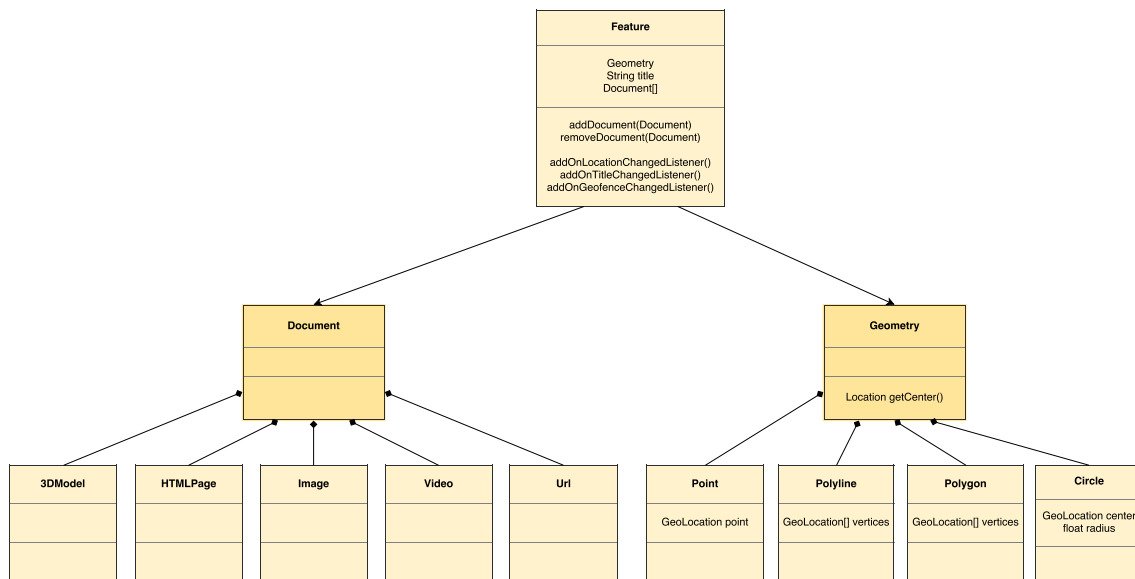 Feature
Geometry
String title
Document[]
addDocument(Document)
removeDocument(Document)
addOnLocationChangedListener()
addOnTitleChangedListener()
addOnGeofenceChangedListener()
Document
Geometry
Location getCenter()
3DModel
HTMLPage
Image
Video
Url
Point
GeoLocation point
Polyline
GeoLocation[] vertices
Polygon
GeoLocation[] vertices
Circle
GeoLocation center
float radius